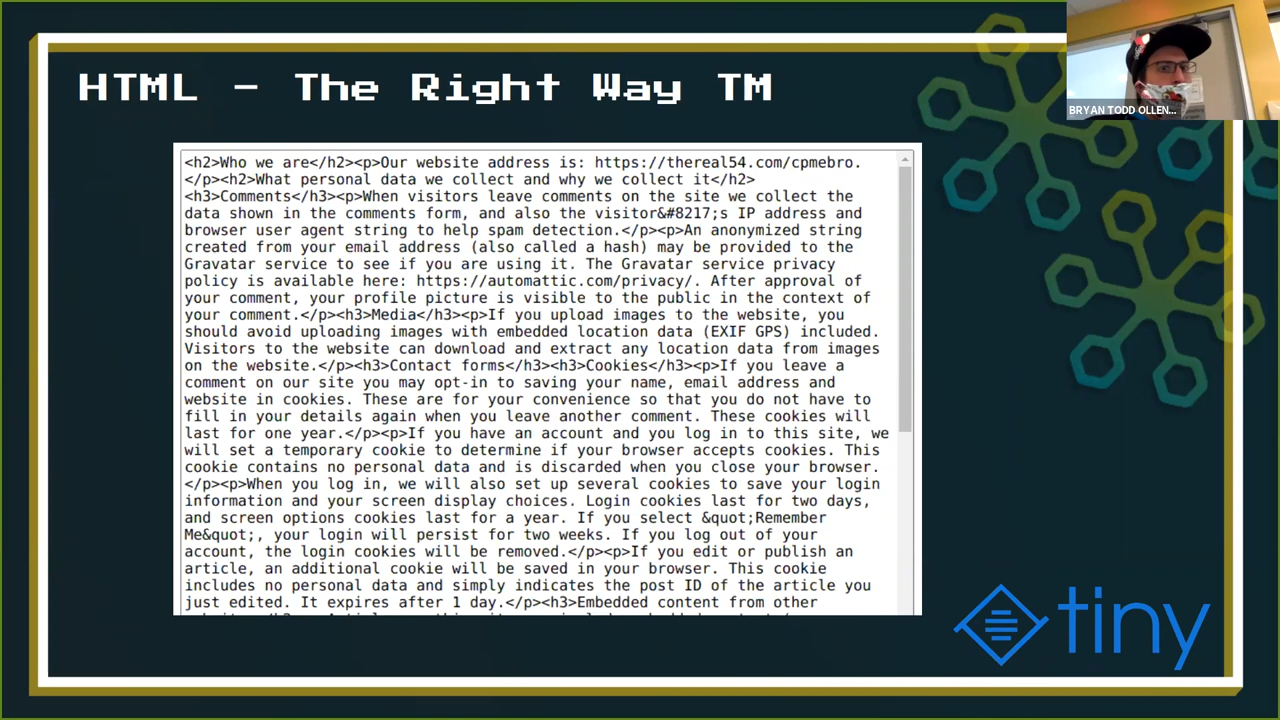 HTML - The Right Way TM
BRYAN TODD OLLEN...
<h2>Who we are</h2><p>Our website address is: https://thereal54.com/cpmebro.
</p><h2>What personal data we collect and why we collect it</h2>
<h3>Comments</h3><p>When visitors leave comments on the site we collect the
data shown in the comments form, and also the visitor&#8217;s IP address and
browser user agent string to help spam detection.</p><p>An anonymized string
created from your email address (also called a hash) may be provided to the
Gravatar service to see if you are using it. The Gravatar service privacy
policy is available here: https://automattic.com/privacy/. After approval of
your comment, your profile picture is visible to the public in the context of
your comment.</p><h3>Media</h3><p>If you upload images to the website, you
should avoid uploading images with embedded location data (EXIF GPS) included.
Visitors to the website can download and extract any location data from images
on the website.</p><h3>Contact forms</h3><h3>Cookies</h3><p>If you leave a
comment on our site you may opt-in to saving your name, email address and
website in cookies. These are for your convenience so that you do not have to
fill in your details again when you leave another comment. These cookies will
last for one year.</p><p>If you have an account and you log in to this site, we
will set a temporary cookie to determine if your browser accepts cookies. This
cookie contains no personal data and is discarded when you close your browser.
</p><p>When you log in, we will also set up several cookies to save your login
information and your screen display choices. Login cookies last for two days,
and screen options cookies last for a year. If you select &quot;Remember
Me&quot;, your login will persist for two weeks. If you log out of your
account, the login cookies will be removed.</p><p>If you edit or publish an
article, an additional cookie will be saved in your browser. This cookie
includes no personal data and simply indicates the post ID of the article you
just edited. It expires after 1 day.</p><h3>Embedded content from other
tiny